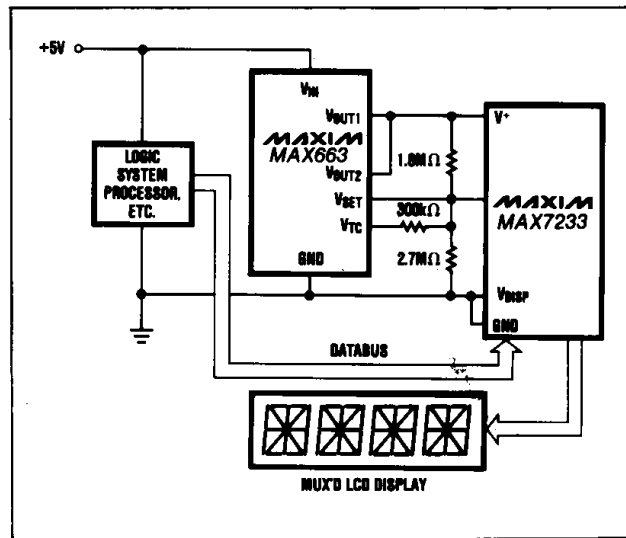 +5V
VIN
VOUT1
MAXIM
MAX663
VOUT2
VSET
VTC
GND
LOGIC
SYSTEM
PROCESSOR,
ETC.
1.8MΩ
300kΩ
2.7MΩ
V+
MAXIM
MAX7233
VDISP
GND
DATABUS
MUX'D LCD DISPLAY